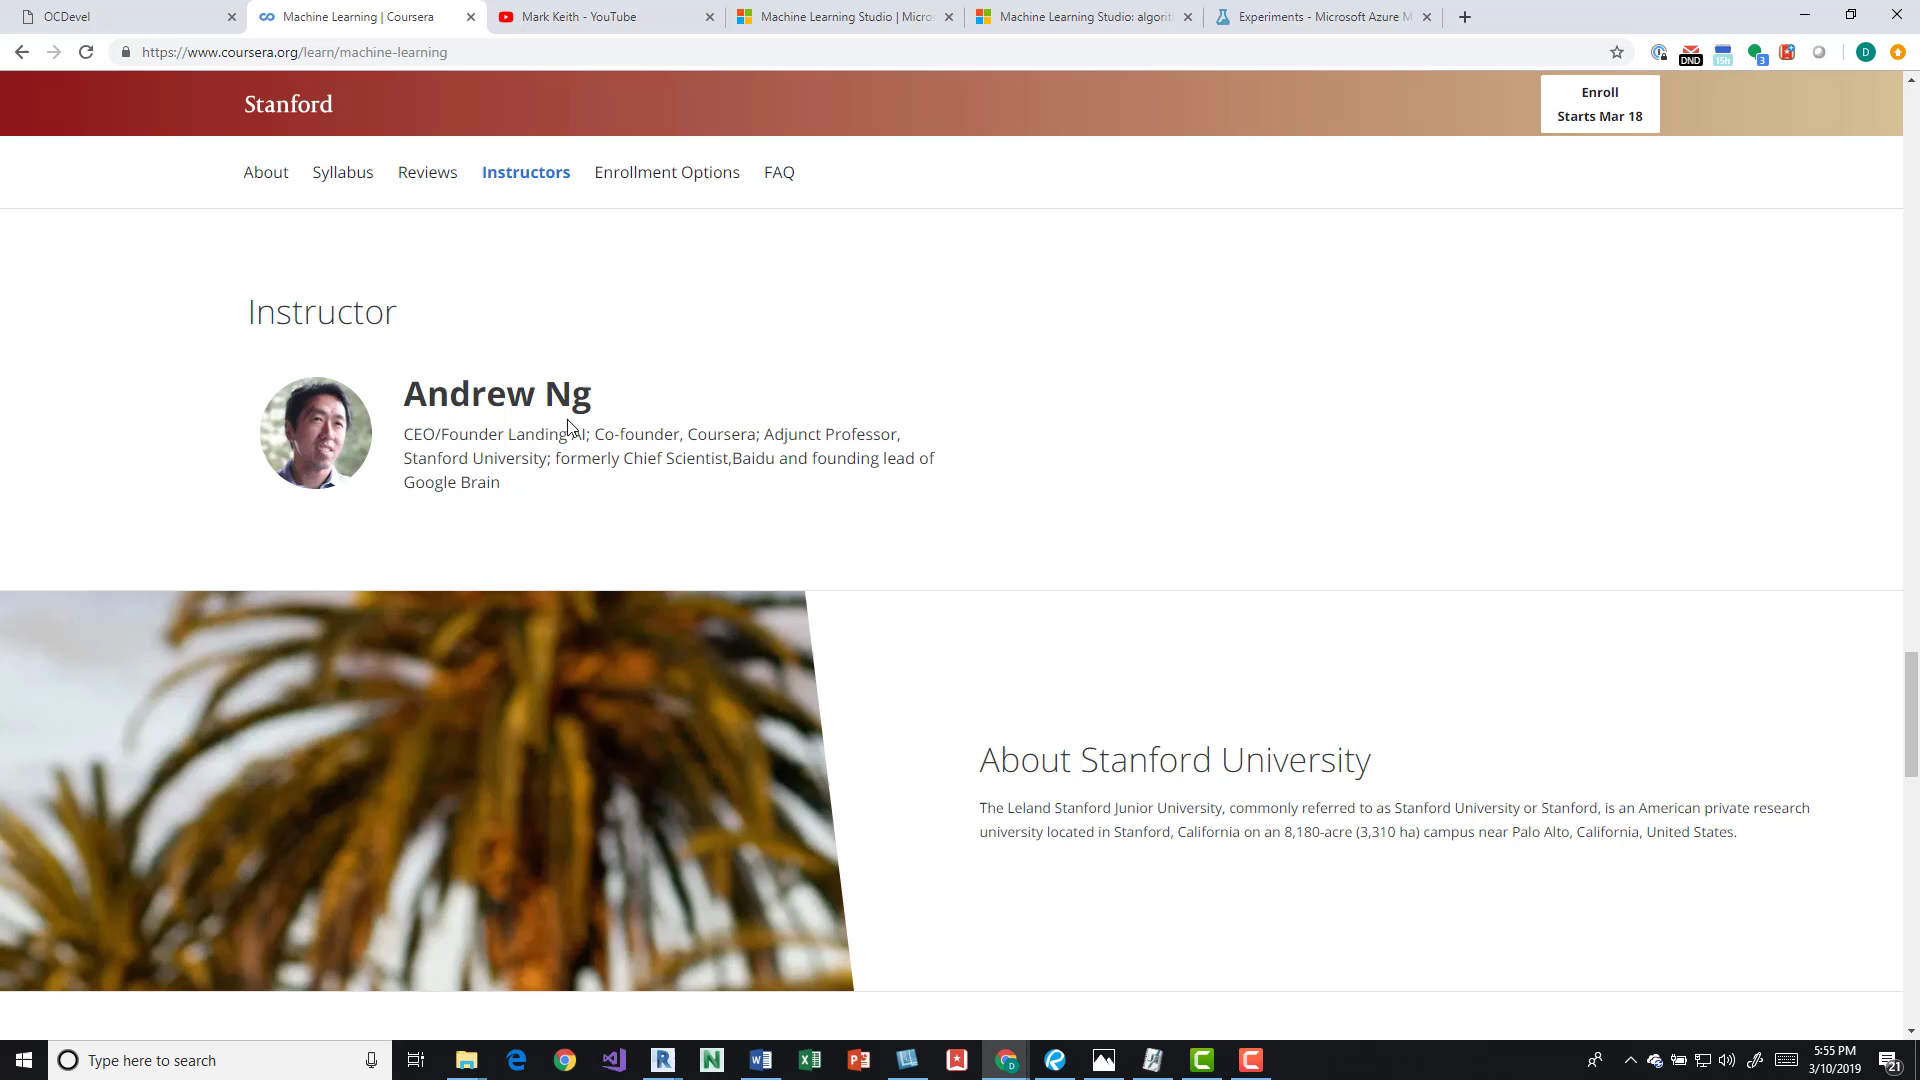 OCDevel
Machine Learning | Coursera
Mark Keith - YouTube
Machine Learning Studio | Micro
Machine Learning Studio: algorit
Experiments - Microsoft Azure M
https://www.coursera.org/learn/machine-learning
DND
15h
3
D
Stanford
Enroll
Starts Mar 18
About
Syllabus
Reviews
Instructors
Enrollment Options
FAQ
Instructor
Andrew Ng
CEO/Founder Landing AI; Co-founder, Coursera; Adjunct Professor,
Stanford University; formerly Chief Scientist,Baidu and founding lead of
Google Brain
About Stanford University
The Leland Stanford Junior University, commonly referred to as Stanford University or Stanford, is an American private research
university located in Stanford, California on an 8,180-acre (3,310 ha) campus near Palo Alto, California, United States.
Type here to search
5:55 PM
3/10/2019
21